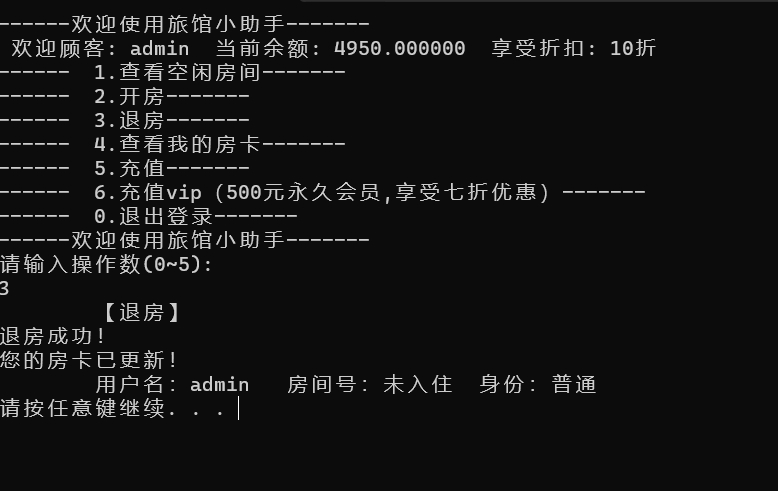 ------欢迎使用旅馆小助手-------
欢迎顾客: admin 当前余额: 4950.000000 享受折扣: 10折
------ 1.查看空闲房间-------
------ 2.开房-------
------ 3.退房-------
------ 4.查看我的房卡-------
------ 5.充值-------
------ 6.充值vip (500元永久会员,享受七折优惠) -------
------ 0.退出登录-------
------欢迎使用旅馆小助手-------
请输入操作数(0~5):
3
【退房】
退房成功!
您的房卡已更新!
用户名: admin 房间号: 未入住 身份: 普通
请按任意键继续. . .